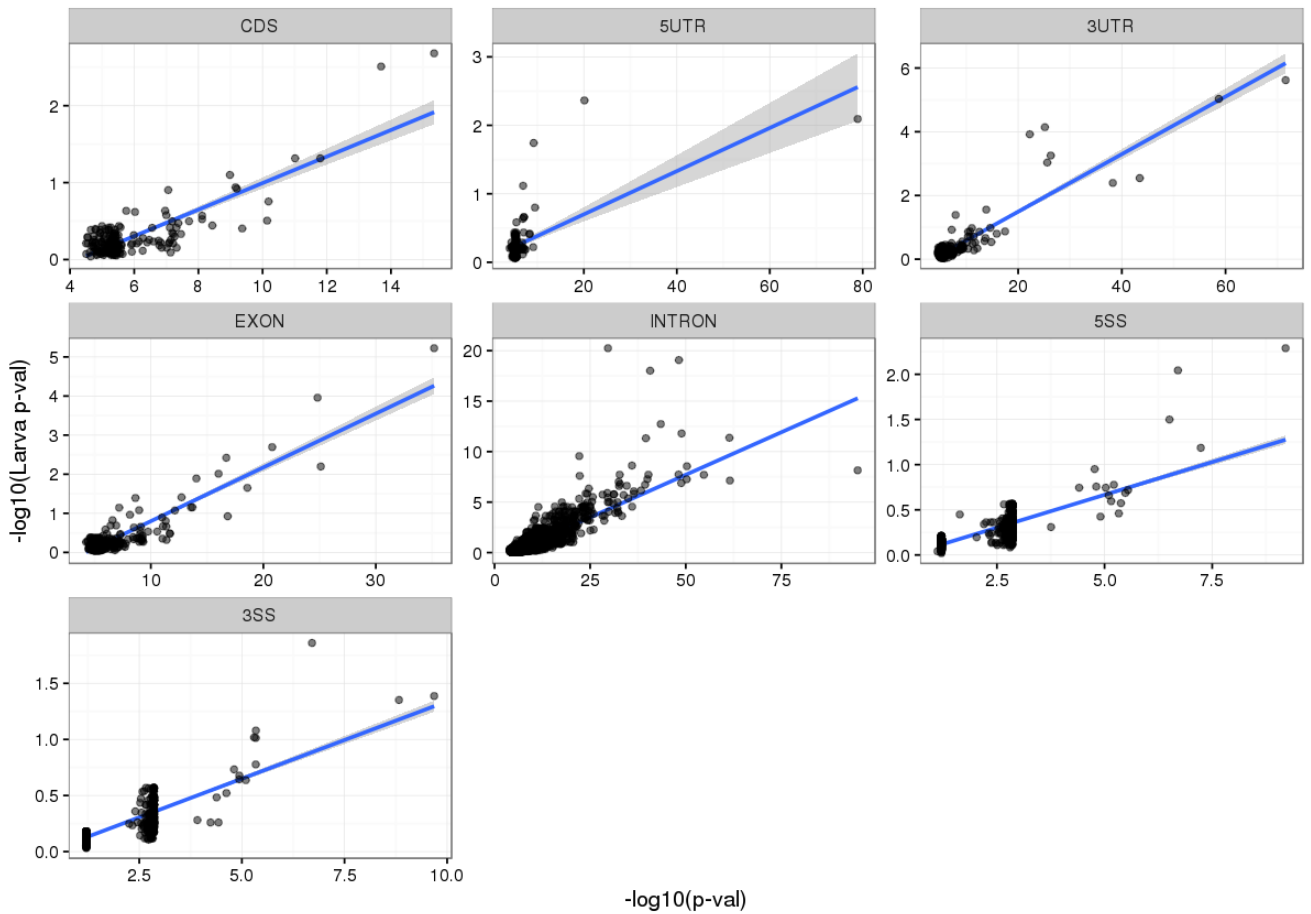 CDS 5UTR 3UTR
0 1 2
4 6 8 10 12 14
0 1 2 3
20 40 60 80
0 2 4 6
20 40 60
EXON INTRON 5SS
0 1 2 3 4 5
10 20 30
0 5 10 15 20
0 25 50 75
0.0 0.5 1.0 1.5 2.0
2.5 5.0 7.5
3SS
0.0 0.5 1.0 1.5
2.5 5.0 7.5 10.0
-log10(Larva p-val)
-log10(p-val)